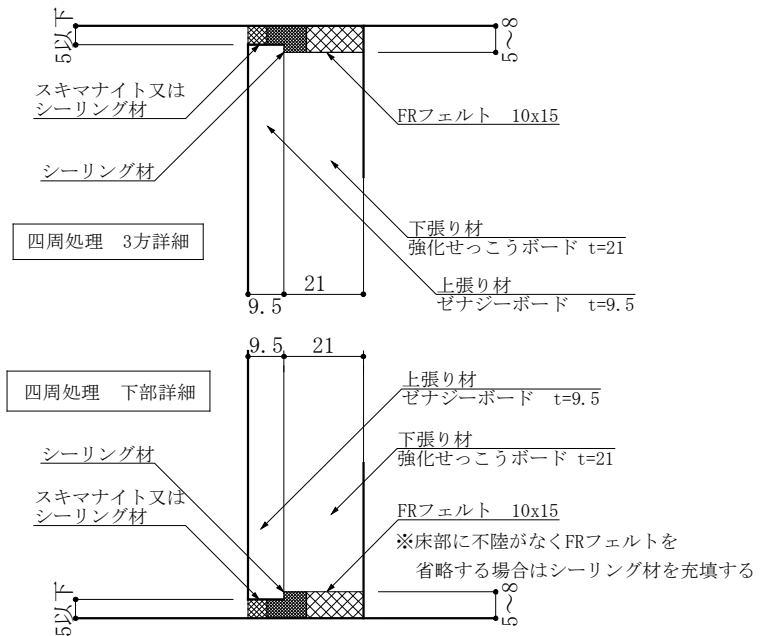 5以下
5～8
スキマナイト又は
シーリング材
FRフェルト　10x15
シーリング材
下張り材
強化せっこうボード t=21
四周処理　3方詳細
上張り材
ゼナジーボード　t=9.5
9.5
21
9.5
21
四周処理　下部詳細
上張り材
ゼナジーボード　t=9.5
シーリング材
下張り材
強化せっこうボード t=21
スキマナイト又は
シーリング材
FRフェルト　10x15
※床部に不陸がなくFRフェルトを
省略する場合はシーリング材を充填する
5以下
5～8